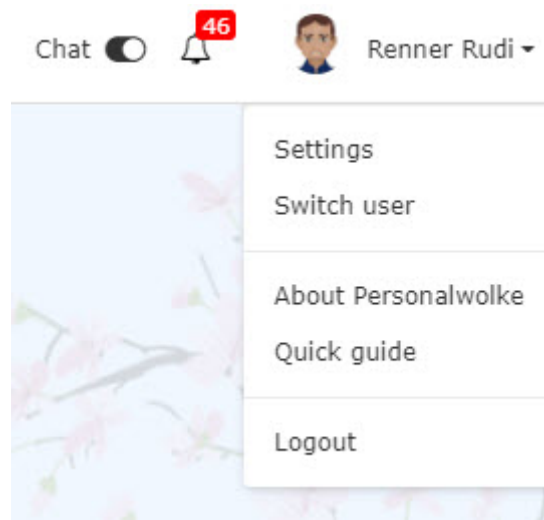 46
Chat
Renner Rudi
Settings
Switch user
About Personalwolke
Quick guide
Logout